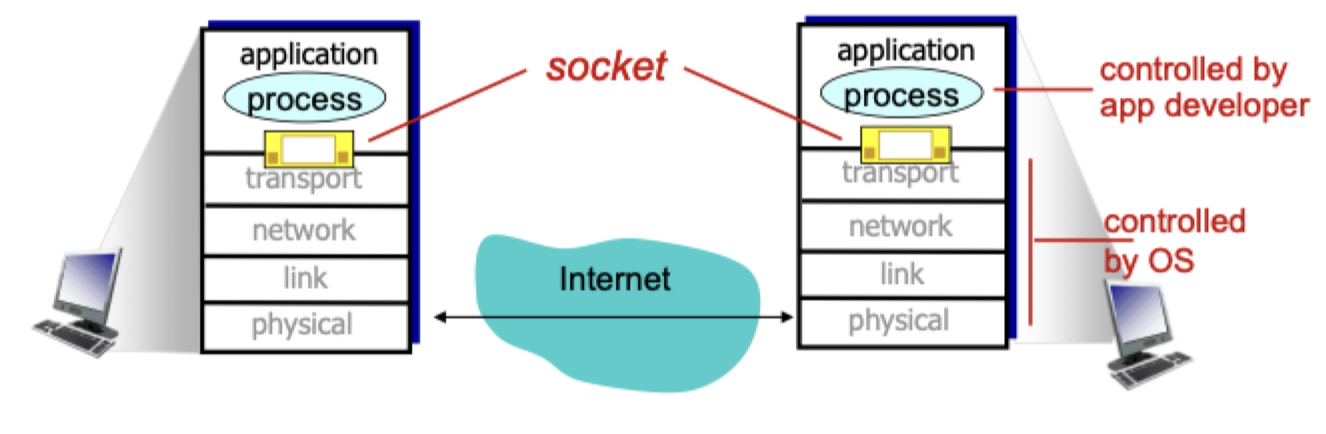 application
process
transport
network
link
physical
socket
Internet
application
process
transport
network
link
physical
controlled by
app developer
controlled
by OS